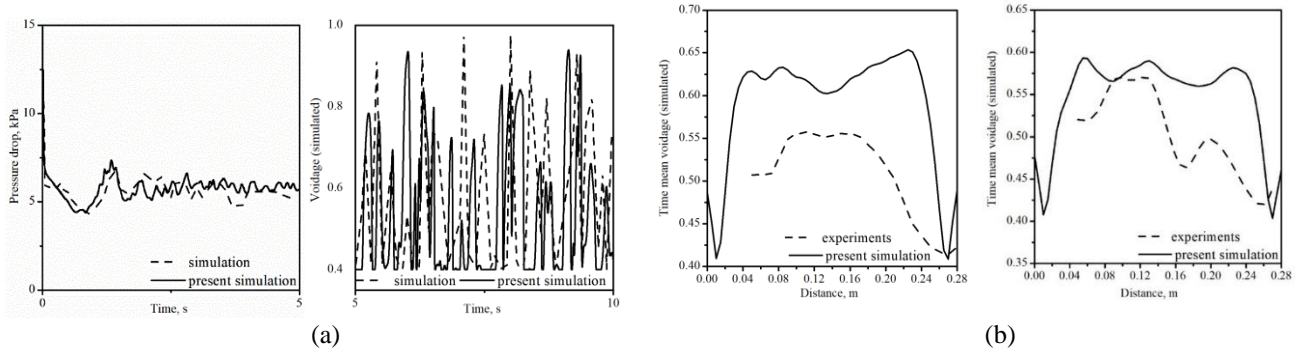 15
10
5
0
Pressure drop, kPa
simulation
present simulation
0
5
Time, s
1.0
0.8
0.6
0.4
Voidage (simulated)
simulation
present simulation
5
10
Time, s
(a)
0.70
0.65
0.60
0.55
0.50
0.45
0.40
Time mean voidage (simulated)
experiments
present simulation
0.00 0.04 0.08 0.12 0.16 0.20 0.24 0.28
Distance, m
0.65
0.60
0.55
0.50
0.45
0.40
0.35
Time mean voidage (simulated)
experiments
present simulation
0.00 0.04 0.08 0.12 0.16 0.20 0.24 0.28
Distance, m
(b)